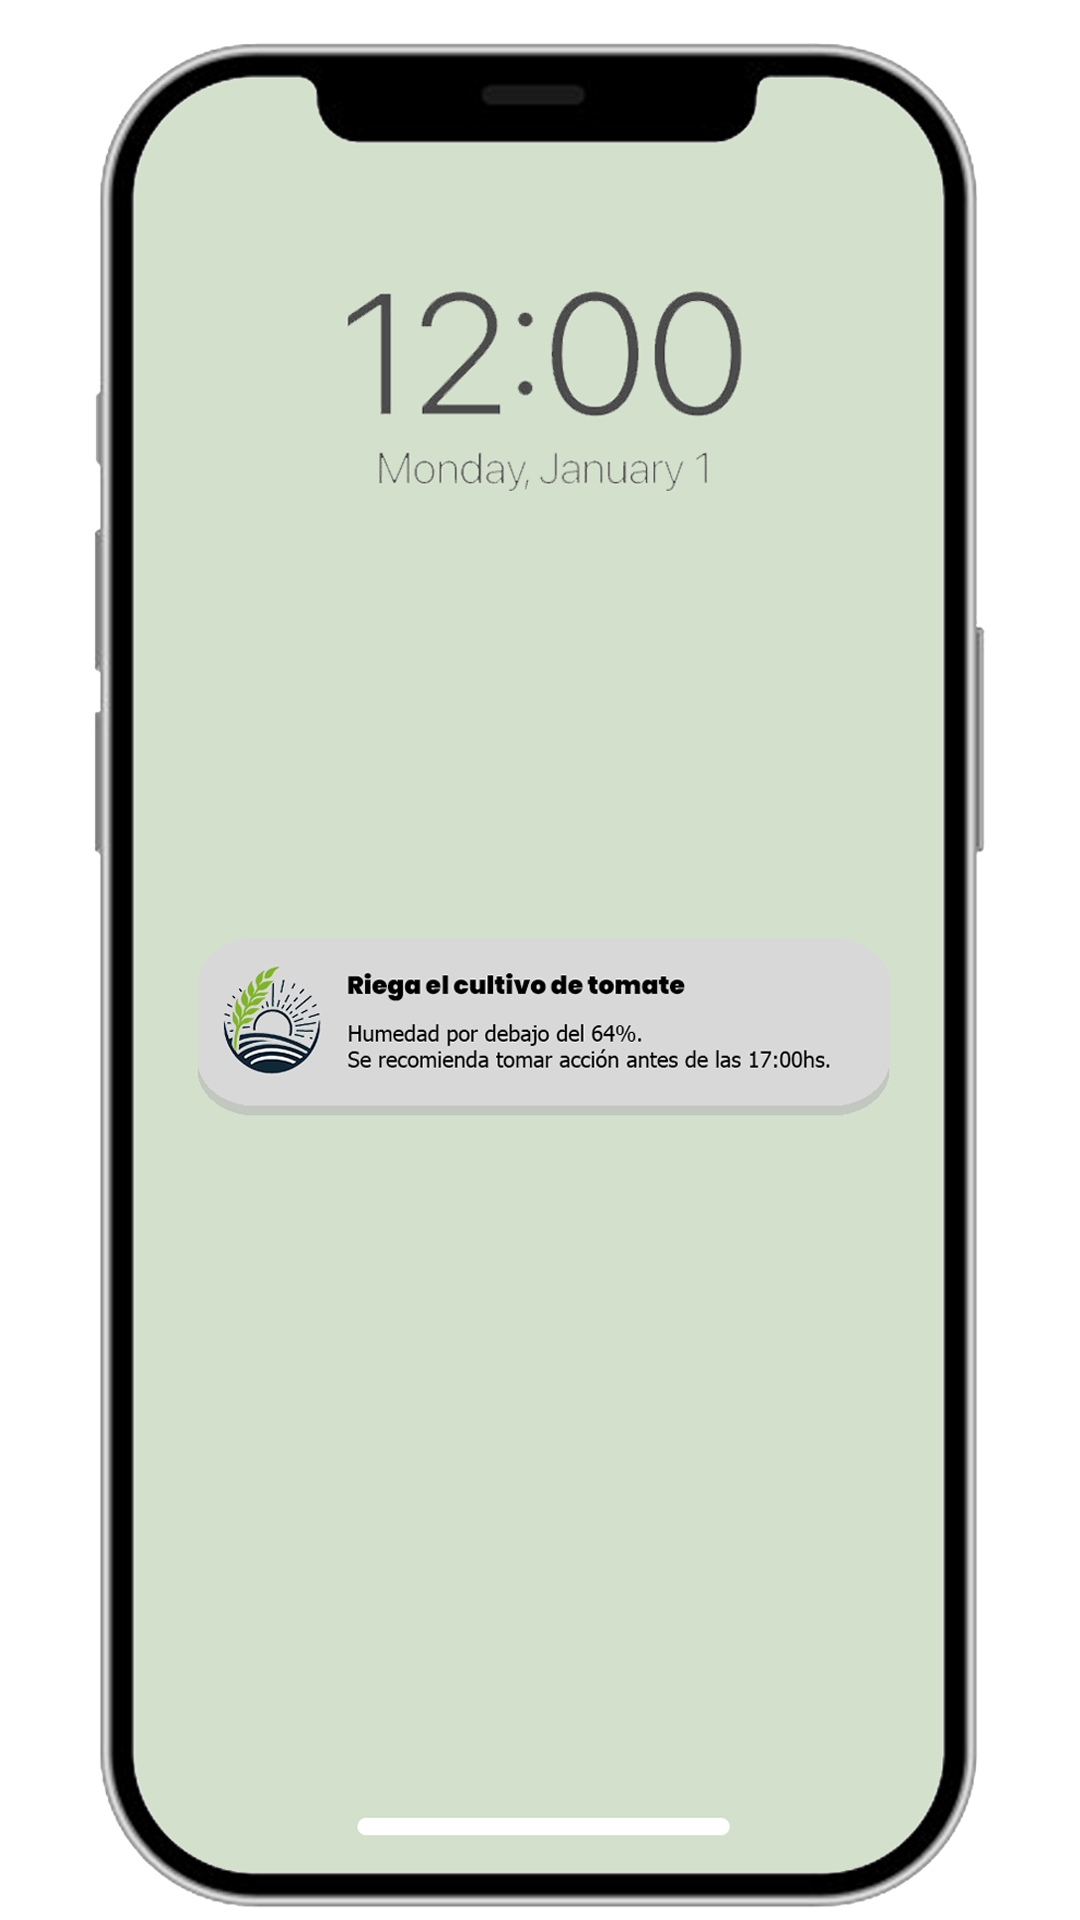 12:00
Monday, January 1
Riega el cultivo de tomate
Humedad por debajo del 64%.
Se recomienda tomar acción antes de las 17:00hs.